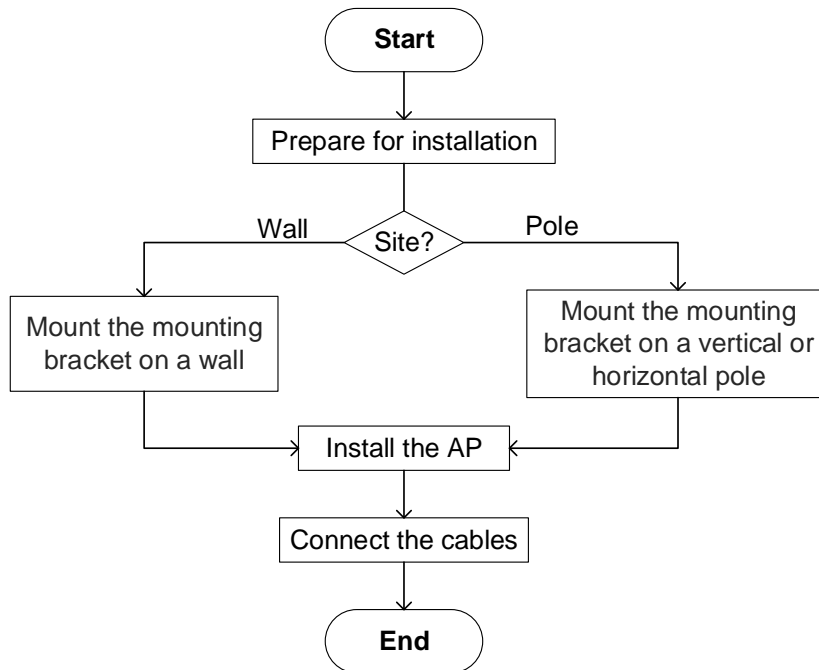 Start
Prepare for installation
Wall
Site?
Pole
Mount the mounting
bracket on a wall
Mount the mounting
bracket on a vertical or
horizontal pole
Install the AP
Connect the cables
End